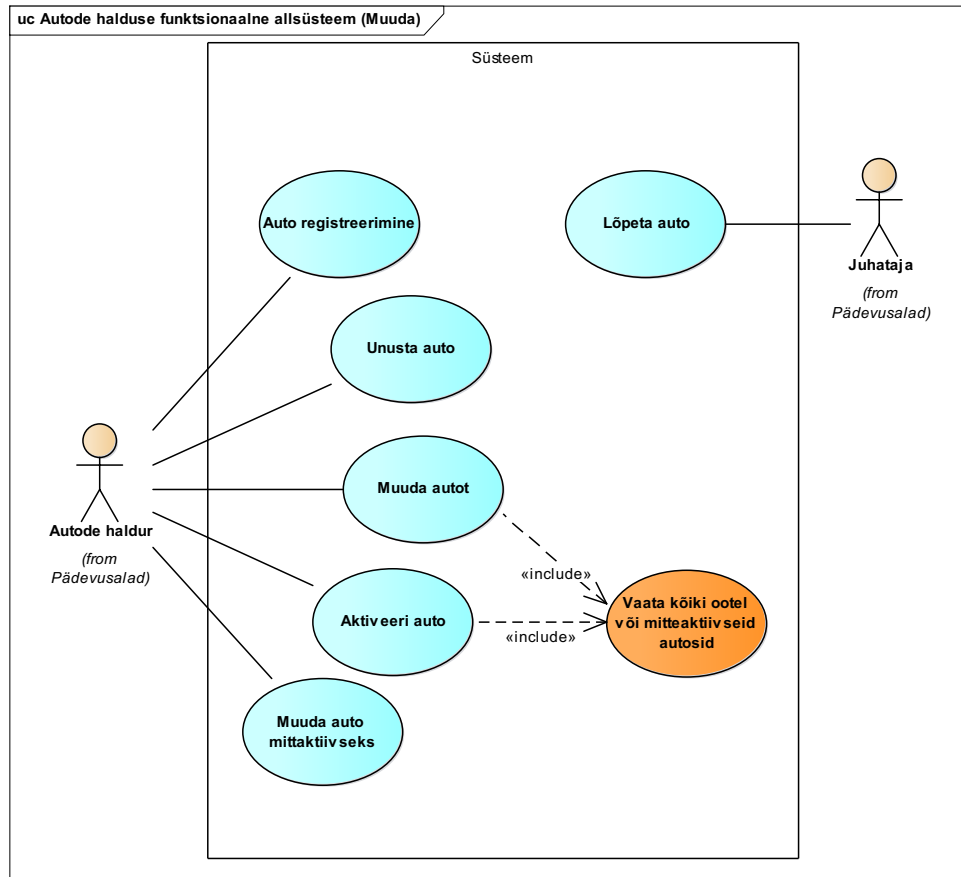 uc Autode halduse funktsionaalne allsüsteem (Muuda)
Süsteem
Auto registreerimine
Lõpeta auto
Juhataja
(from
Pädevusalad)
Unusta auto
Autode haldur
(from
Pädevusalad)
Muuda autot
«include»
Aktiveeri auto
«include»
Vaata kõiki ootel
või mitteaktiivseid
autosid
Muuda auto
mittaktiivseks